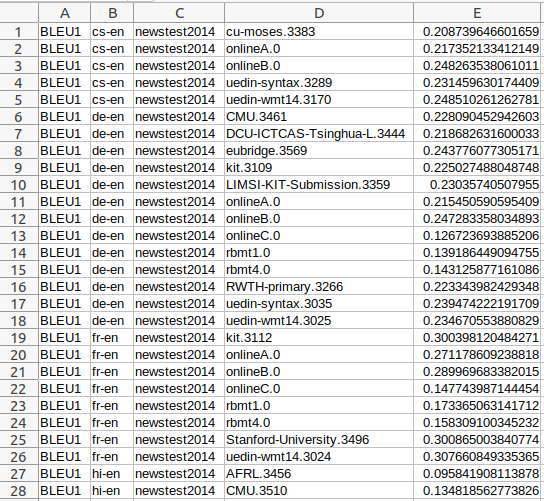 A B C D E
1 BLEU1 cs-en newstest2014 cu-moses.3383 0.208739646601659
2 BLEU1 cs-en newstest2014 onlineA.0 0.217352133412149
3 BLEU1 cs-en newstest2014 onlineB.0 0.248263538061011
4 BLEU1 cs-en newstest2014 uedin-syntax.3289 0.231459630174409
5 BLEU1 cs-en newstest2014 uedin-wmt14.3170 0.248510261262781
6 BLEU1 de-en newstest2014 CMU.3461 0.228090452942603
7 BLEU1 de-en newstest2014 DCU-ICTCAS-Tsinghua-L.3444 0.218682631600033
8 BLEU1 de-en newstest2014 eubridge.3569 0.243776077305171
9 BLEU1 de-en newstest2014 kit.3109 0.225027488048748
10 BLEU1 de-en newstest2014 LIMSI-KIT-Submission.3359 0.23035740507955
11 BLEU1 de-en newstest2014 onlineA.0 0.215450590595409
12 BLEU1 de-en newstest2014 onlineB.0 0.247283358034893
13 BLEU1 de-en newstest2014 onlineC.0 0.126723693885206
14 BLEU1 de-en newstest2014 rbmt1.0 0.139186449094755
15 BLEU1 de-en newstest2014 rbmt4.0 0.143125877161086
16 BLEU1 de-en newstest2014 RWTH-primary.3266 0.223343982429348
17 BLEU1 de-en newstest2014 uedin-syntax.3035 0.239474222191709
18 BLEU1 de-en newstest2014 uedin-wmt14.3025 0.234670553880829
19 BLEU1 fr-en newstest2014 kit.3112 0.300398120484271
20 BLEU1 fr-en newstest2014 onlineA.0 0.271178609238818
21 BLEU1 fr-en newstest2014 onlineB.0 0.289969683382015
22 BLEU1 fr-en newstest2014 onlineC.0 0.147743987144454
23 BLEU1 fr-en newstest2014 rbmt1.0 0.173365063141712
24 BLEU1 fr-en newstest2014 rbmt4.0 0.158309100345232
25 BLEU1 fr-en newstest2014 Stanford-University.3496 0.300865003840774
26 BLEU1 fr-en newstest2014 uedin-wmt14.3024 0.307660849335365
27 BLEU1 hi-en newstest2014 AFRL.3456 0.095841908113878
28 BLEU1 hi-en newstest2014 CMU.3510 0.134818562773826